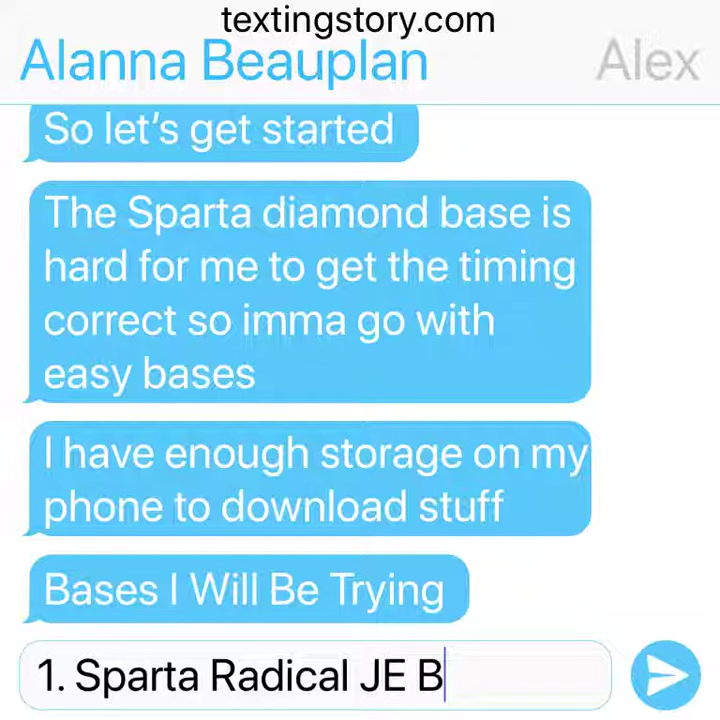 textingstory.com
Alanna Beauplan
Alex
So let’s get started
The Sparta diamond base is
hard for me to get the timing
correct so imma go with
easy bases
I have enough storage on my
phone to download stuff
Bases I Will Be Trying
1. Sparta Radical JE B